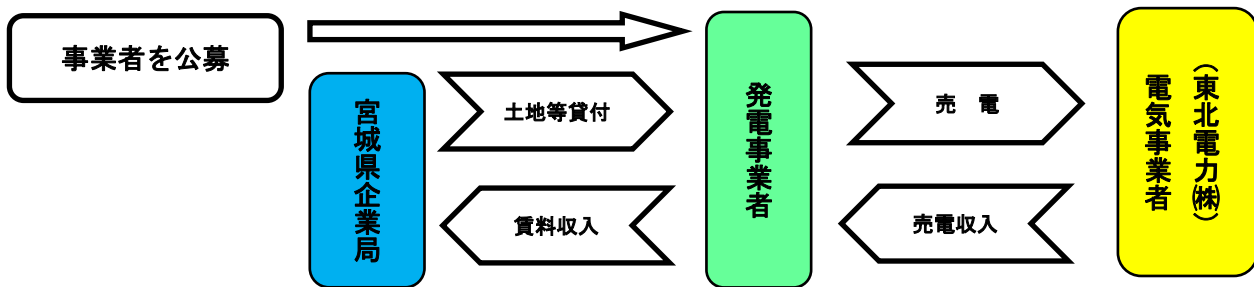 事業者を公募
宮城県企業局
土地等貸付
賃料収入
発電事業者
売　電
売電収入
電気事業者
（東北電力㈱）